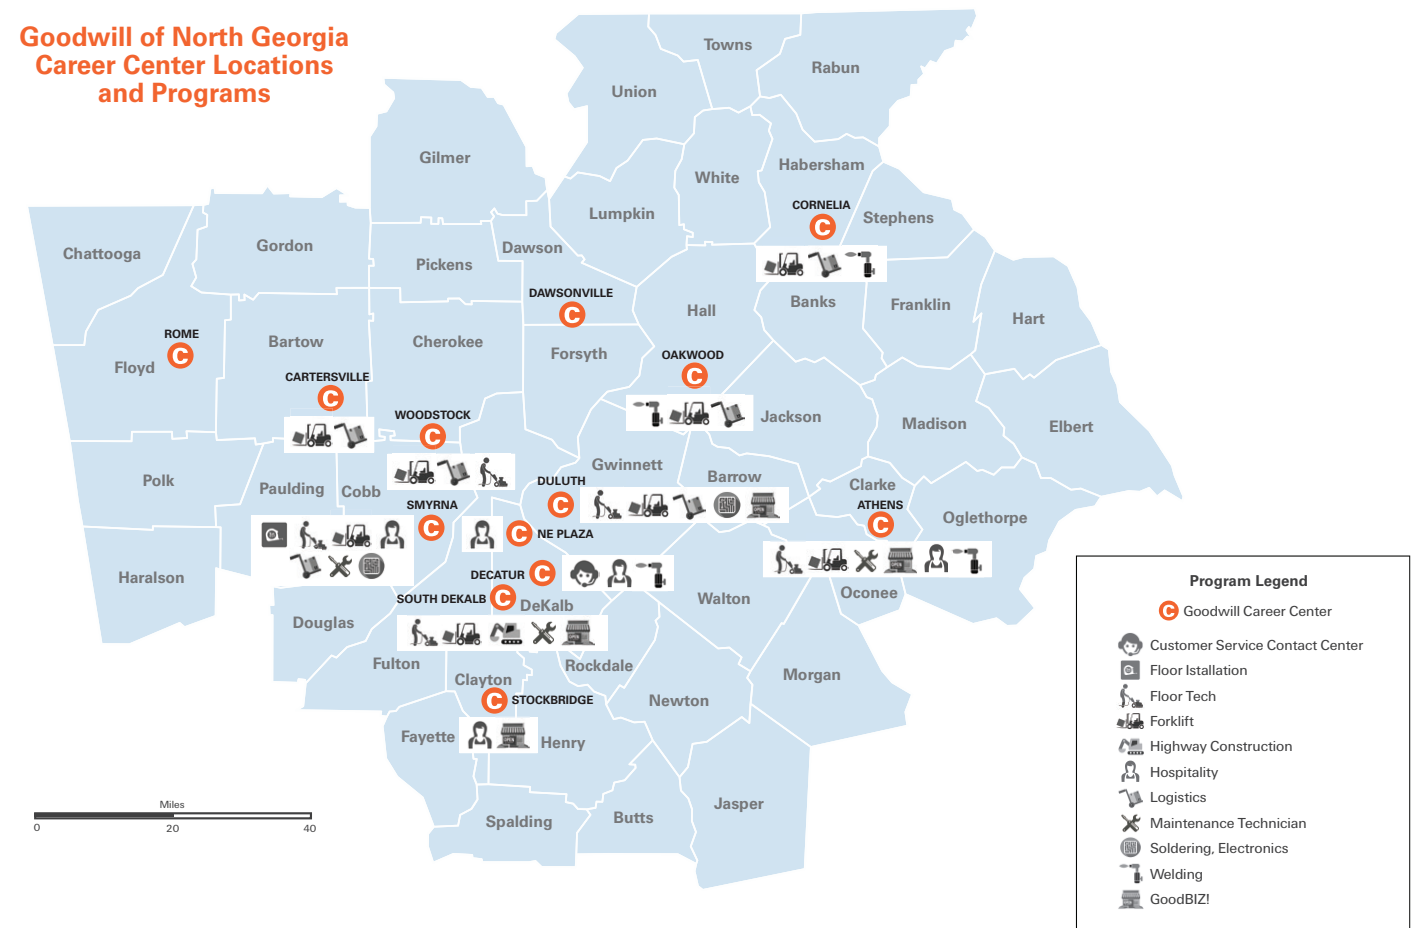 Goodwill of North Georgia
Career Center Locations
and Programs
Towns
Rabun
Union
Gilmer
Habersham
White
CORNELIA
C
Lumpkin
Stephens
Chattooga
Gordon
Dawson
Pickens
DAWSONVILLE
C
Banks
Franklin
Hall
Hart
ROME
C
Floyd
Bartow
Cherokee
Forsyth
OAKWOOD
C
CARTERSVILLE
C
WOODSTOCK
C
Jackson
Madison
Elbert
Gwinnett
Barrow
Polk
Paulding
Cobb
DULUTH
C
Clarke
ATHENS
C
SMYRNA
C
Oglethorpe
C
NE PLAZA
Haralson
DECATUR
C
SOUTH DEKALB
C
DeKalb
Walton
Oconee
Douglas
Fulton
Rockdale
Clayton
Morgan
C
STOCKBRIDGE
Newton
Fayette
Henry
Jasper
Spalding
Butts
Miles
0 20 40
Program Legend
C Goodwill Career Center
Customer Service Contact Center
Floor Istallation
Floor Tech
Forklift
Highway Construction
Hospitality
Logistics
Maintenance Technician
Soldering, Electronics
Welding
GoodBIZ!